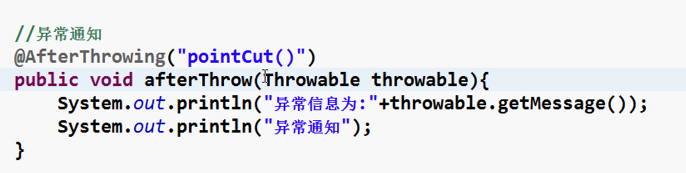 //异常通知
@AfterThrowing("pointCut()")
public void afterThrow(Throwable throwable){
System.out.println("异常信息为:"+throwable.getMessage());
System.out.println("异常通知");
}